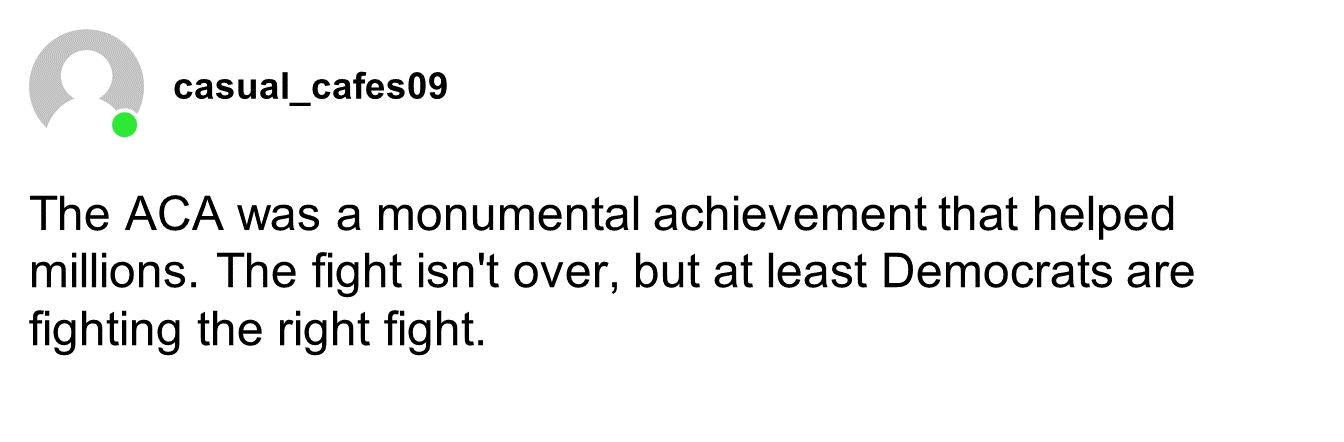 casual_cafes09
The ACA was a monumental achievement that helped
millions. The fight isn't over, but at least Democrats are
fighting the right fight.